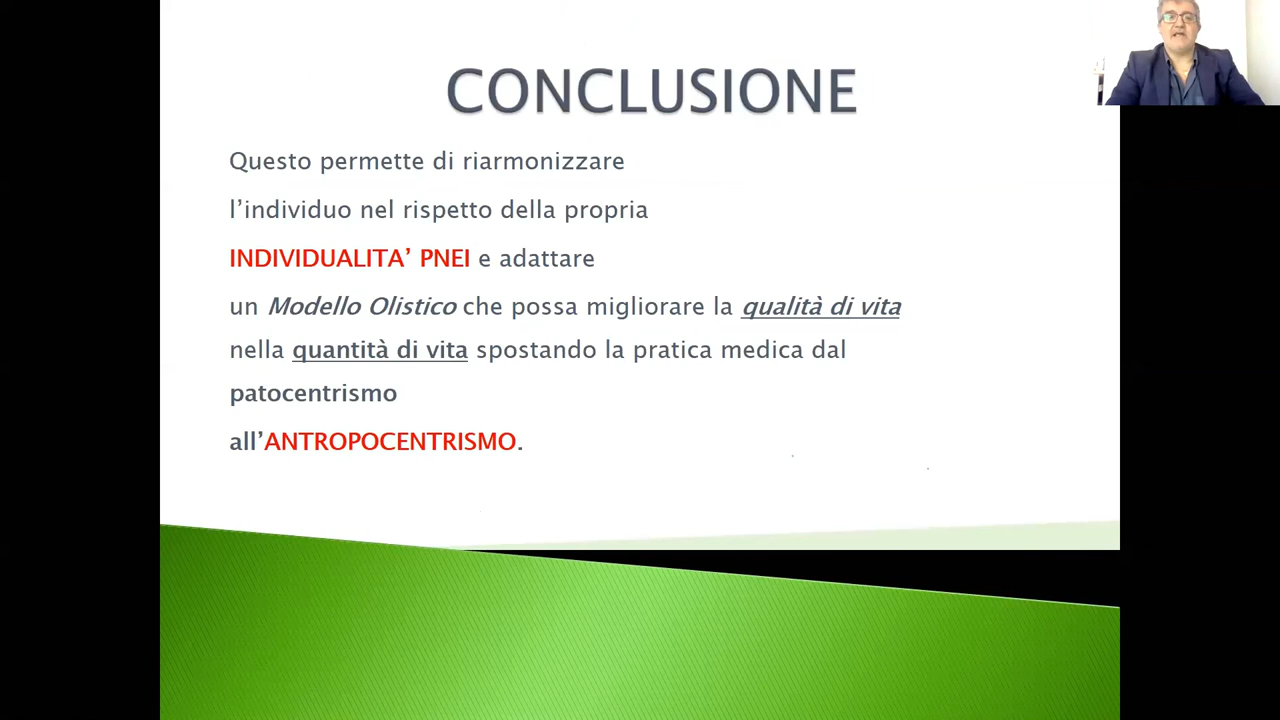 CONCLUSIONE
Questo permette di riarmonizzare
l’individuo nel rispetto della propria
INDIVIDUALITA’ PNEI e adattare
un Modello Olistico che possa migliorare la qualità di vita
nella quantità di vita spostando la pratica medica dal
patocentrismo
all’ANTROPOCENTRISMO.